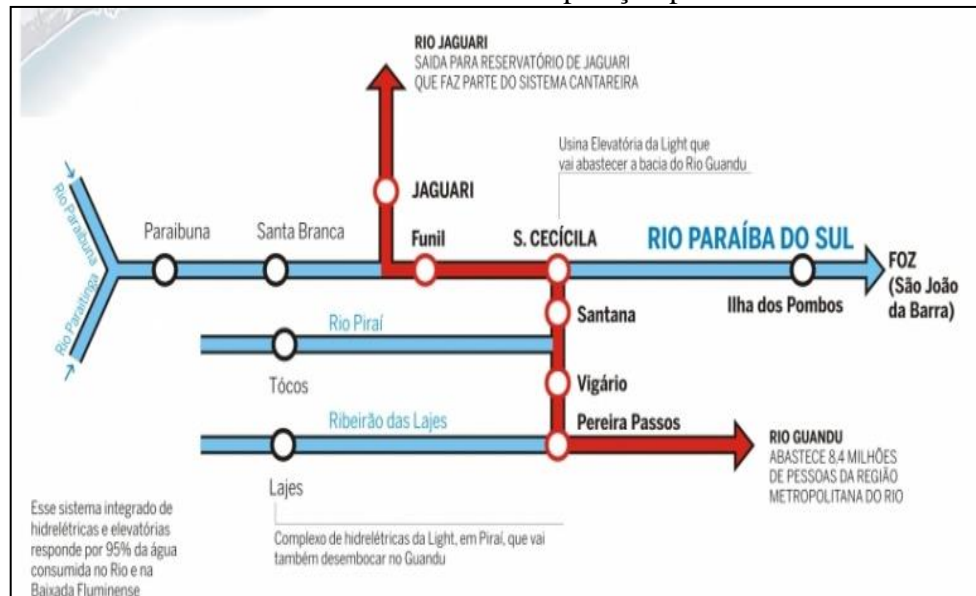 RIO JAGUARI
SAIDA PARA RESERVATÓRIO DE JAGUARI
QUE FAZ PARTE DO SISTEMA CANTAREIRA
Usina Elevatória da Light que
vai abastecer a bacia do Rio Guandu
JAGUARI
Rio Paraibuna
Rio Paraitinga
Paraibuna
Santa Branca
Funil
S. CECÍCILA
RIO PARAÍBA DO SUL
Ilha dos Pombos
FOZ
(São João
da Barra)
Santana
Rio Piraí
Tócos
Vigário
Ribeirão das Lajes
Pereira Passos
Lajes
RIO GUANDU
ABASTECE 8,4 MILHÕES
DE PESSOAS DA REGIÃO
METROPOLITANA DO RIO
Esse sistema integrado de
hidrelétricas e elevatórias
responde por 95% da água
consumida no Rio e na
Baixada Fluminense
Complexo de hidrelétricas da Light, em Piraí, que vai
também desembocar no Guandu